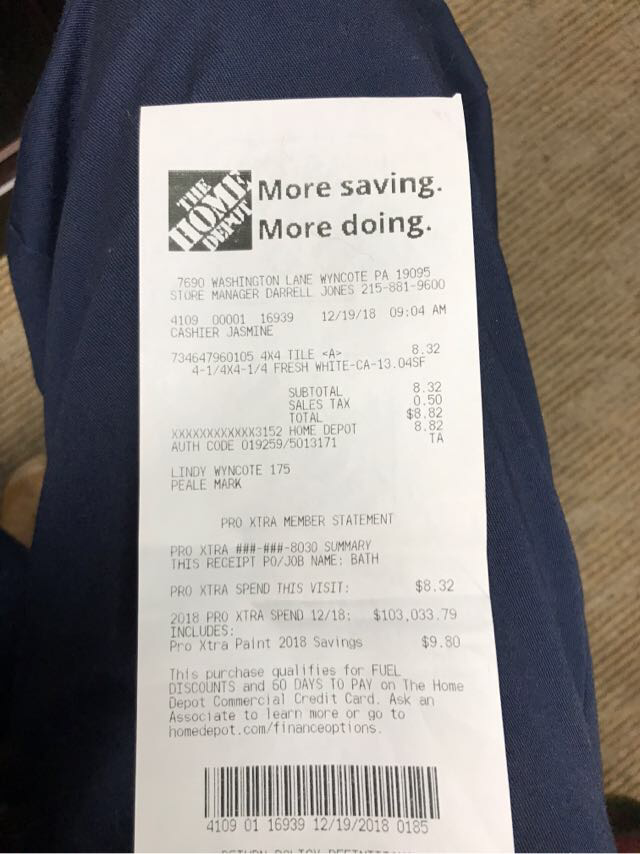 THE
HOME
DEPOT
More saving.
More doing.
7690 WASHINGTON LANE WYNCOTE PA 19095
STORE MANAGER DARRELL JONES 215-881-9600
4109 00001 16939 12/19/18 09:04 AM
CASHIER JASMINE
734647960105 4X4 TILE <A> 8.32
4-1/4X4-1/4 FRESH WHITE-CA-13.04SF
SUBTOTAL 8.32
SALES TAX 0.50
TOTAL $8.82
XXXXXXXXXXXX3152 HOME DEPOT 8.82
AUTH CODE 019259/5013171 TA
LINDY WYNCOTE 175
PEALE MARK
PRO XTRA MEMBER STATEMENT
PRO XTRA ###-###-8030 SUMMARY
THIS RECEIPT PO/JOB NAME: BATH
PRO XTRA SPEND THIS VISIT: $8.32
2018 PRO XTRA SPEND 12/18: $103,033.79
INCLUDES:
Pro Xtra Paint 2018 Savings $9.80
This purchase qualifies for FUEL
DISCOUNTS and 60 DAYS TO PAY on The Home
Depot Commercial Credit Card. Ask an
Associate to learn more or go to
homedepot.com/financeoptions.
4109 01 16939 12/19/2018 0185